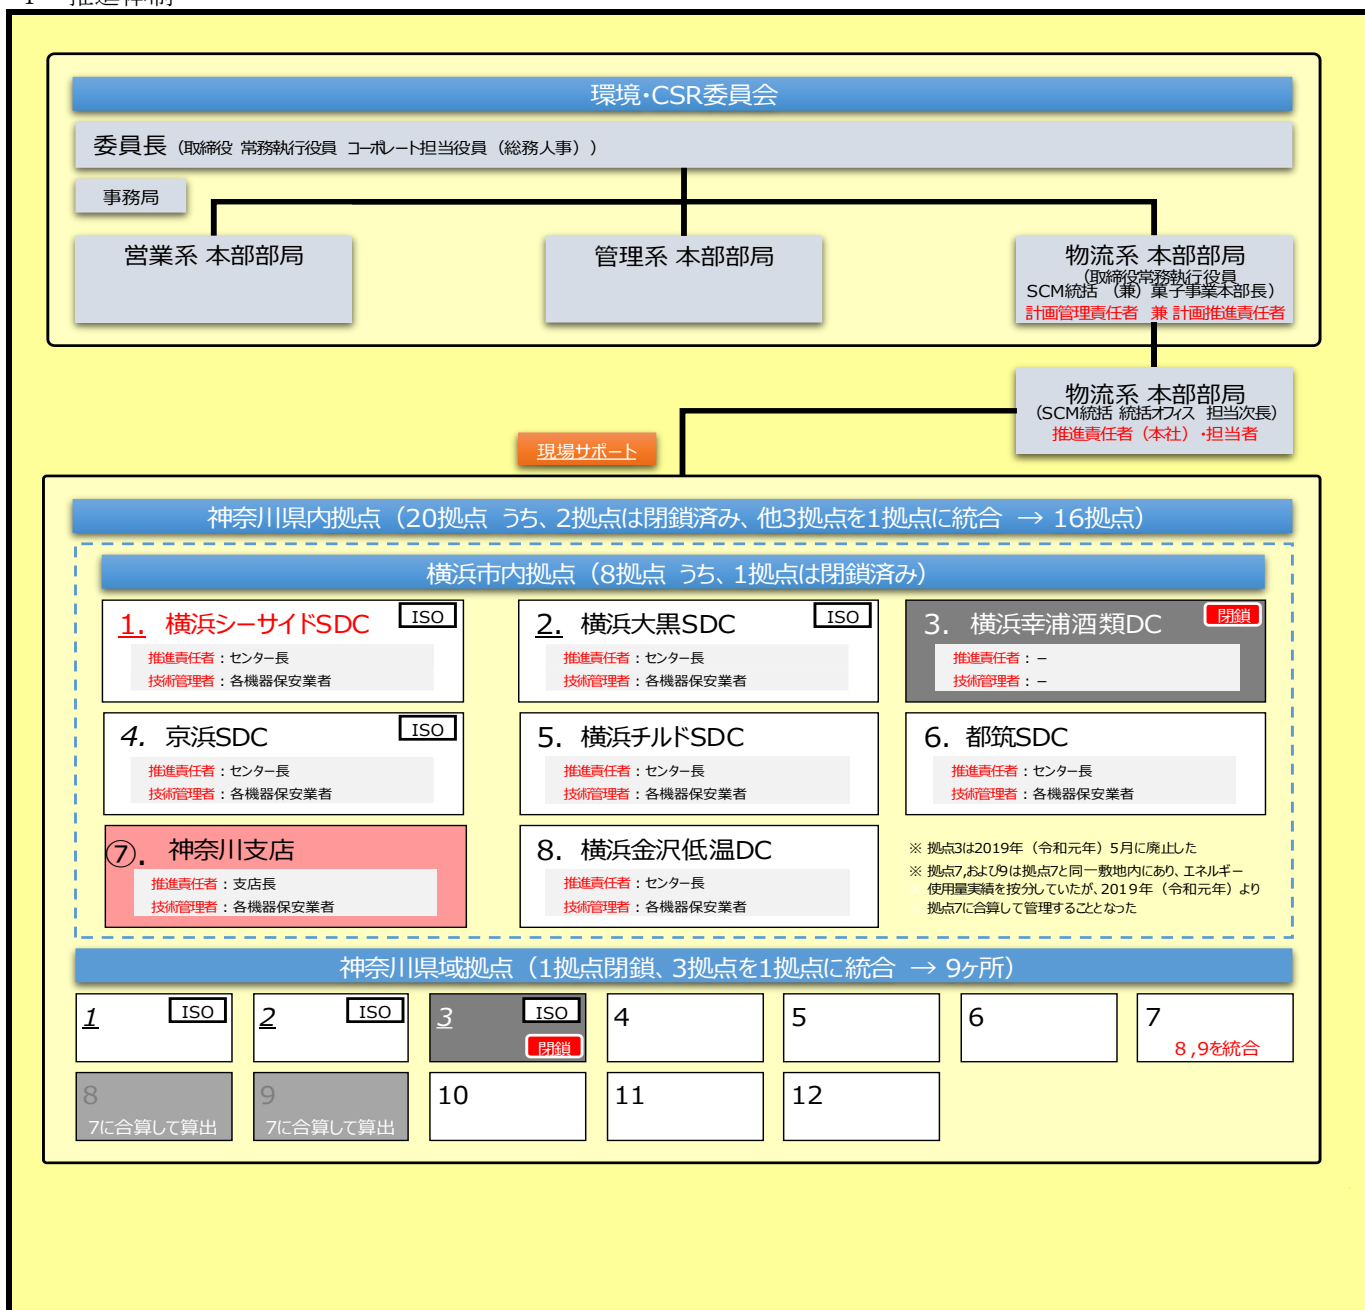 1 推進体制
環境・CSR委員会
委員長（取締役 常務執行役員 コーポレート担当役員（総務人事））
事務局
営業系 本部部局
管理系 本部部局
物流系 本部部局
（取締役常務執行役員
SCM統括 （兼）菓子事業本部長）
計画管理責任者 兼 計画推進責任者
物流系 本部部局
（SCM統括 統括オフィス 担当次長）
推進責任者（本社）・担当者
現場サポート
神奈川県内拠点（20拠点 うち、2拠点は閉鎖済み、他3拠点を1拠点に統合 → 16拠点）
横浜市内拠点（8拠点 うち、1拠点は閉鎖済み）
1. 横浜シーサイドSDC
ISO
推進責任者：センター長
技術管理者：各機器保安業者
2. 横浜大黒SDC
ISO
推進責任者：センター長
技術管理者：各機器保安業者
3. 横浜幸浦酒類DC
閉鎖
推進責任者：－
技術管理者：－
4. 京浜SDC
ISO
推進責任者：センター長
技術管理者：各機器保安業者
5. 横浜チルドSDC
推進責任者：センター長
技術管理者：各機器保安業者
6. 都筑SDC
推進責任者：センター長
技術管理者：各機器保安業者
⑦. 神奈川支店
推進責任者：支店長
技術管理者：各機器保安業者
8. 横浜金沢低温DC
推進責任者：センター長
技術管理者：各機器保安業者
※ 拠点3は2019年（令和元年）5月に廃止した
※ 拠点7,および9は拠点7と同一敷地内にあり、エネルギー
使用量実績を按分していたが、2019年（令和元年）より
拠点7に合算して管理することとなった
神奈川県域拠点（1拠点閉鎖、3拠点を1拠点に統合 → 9ヶ所）
1 ISO
2 ISO
3 ISO
閉鎖
4
5
6
7
8,9を統合
8
7に合算して算出
9
7に合算して算出
10
11
12